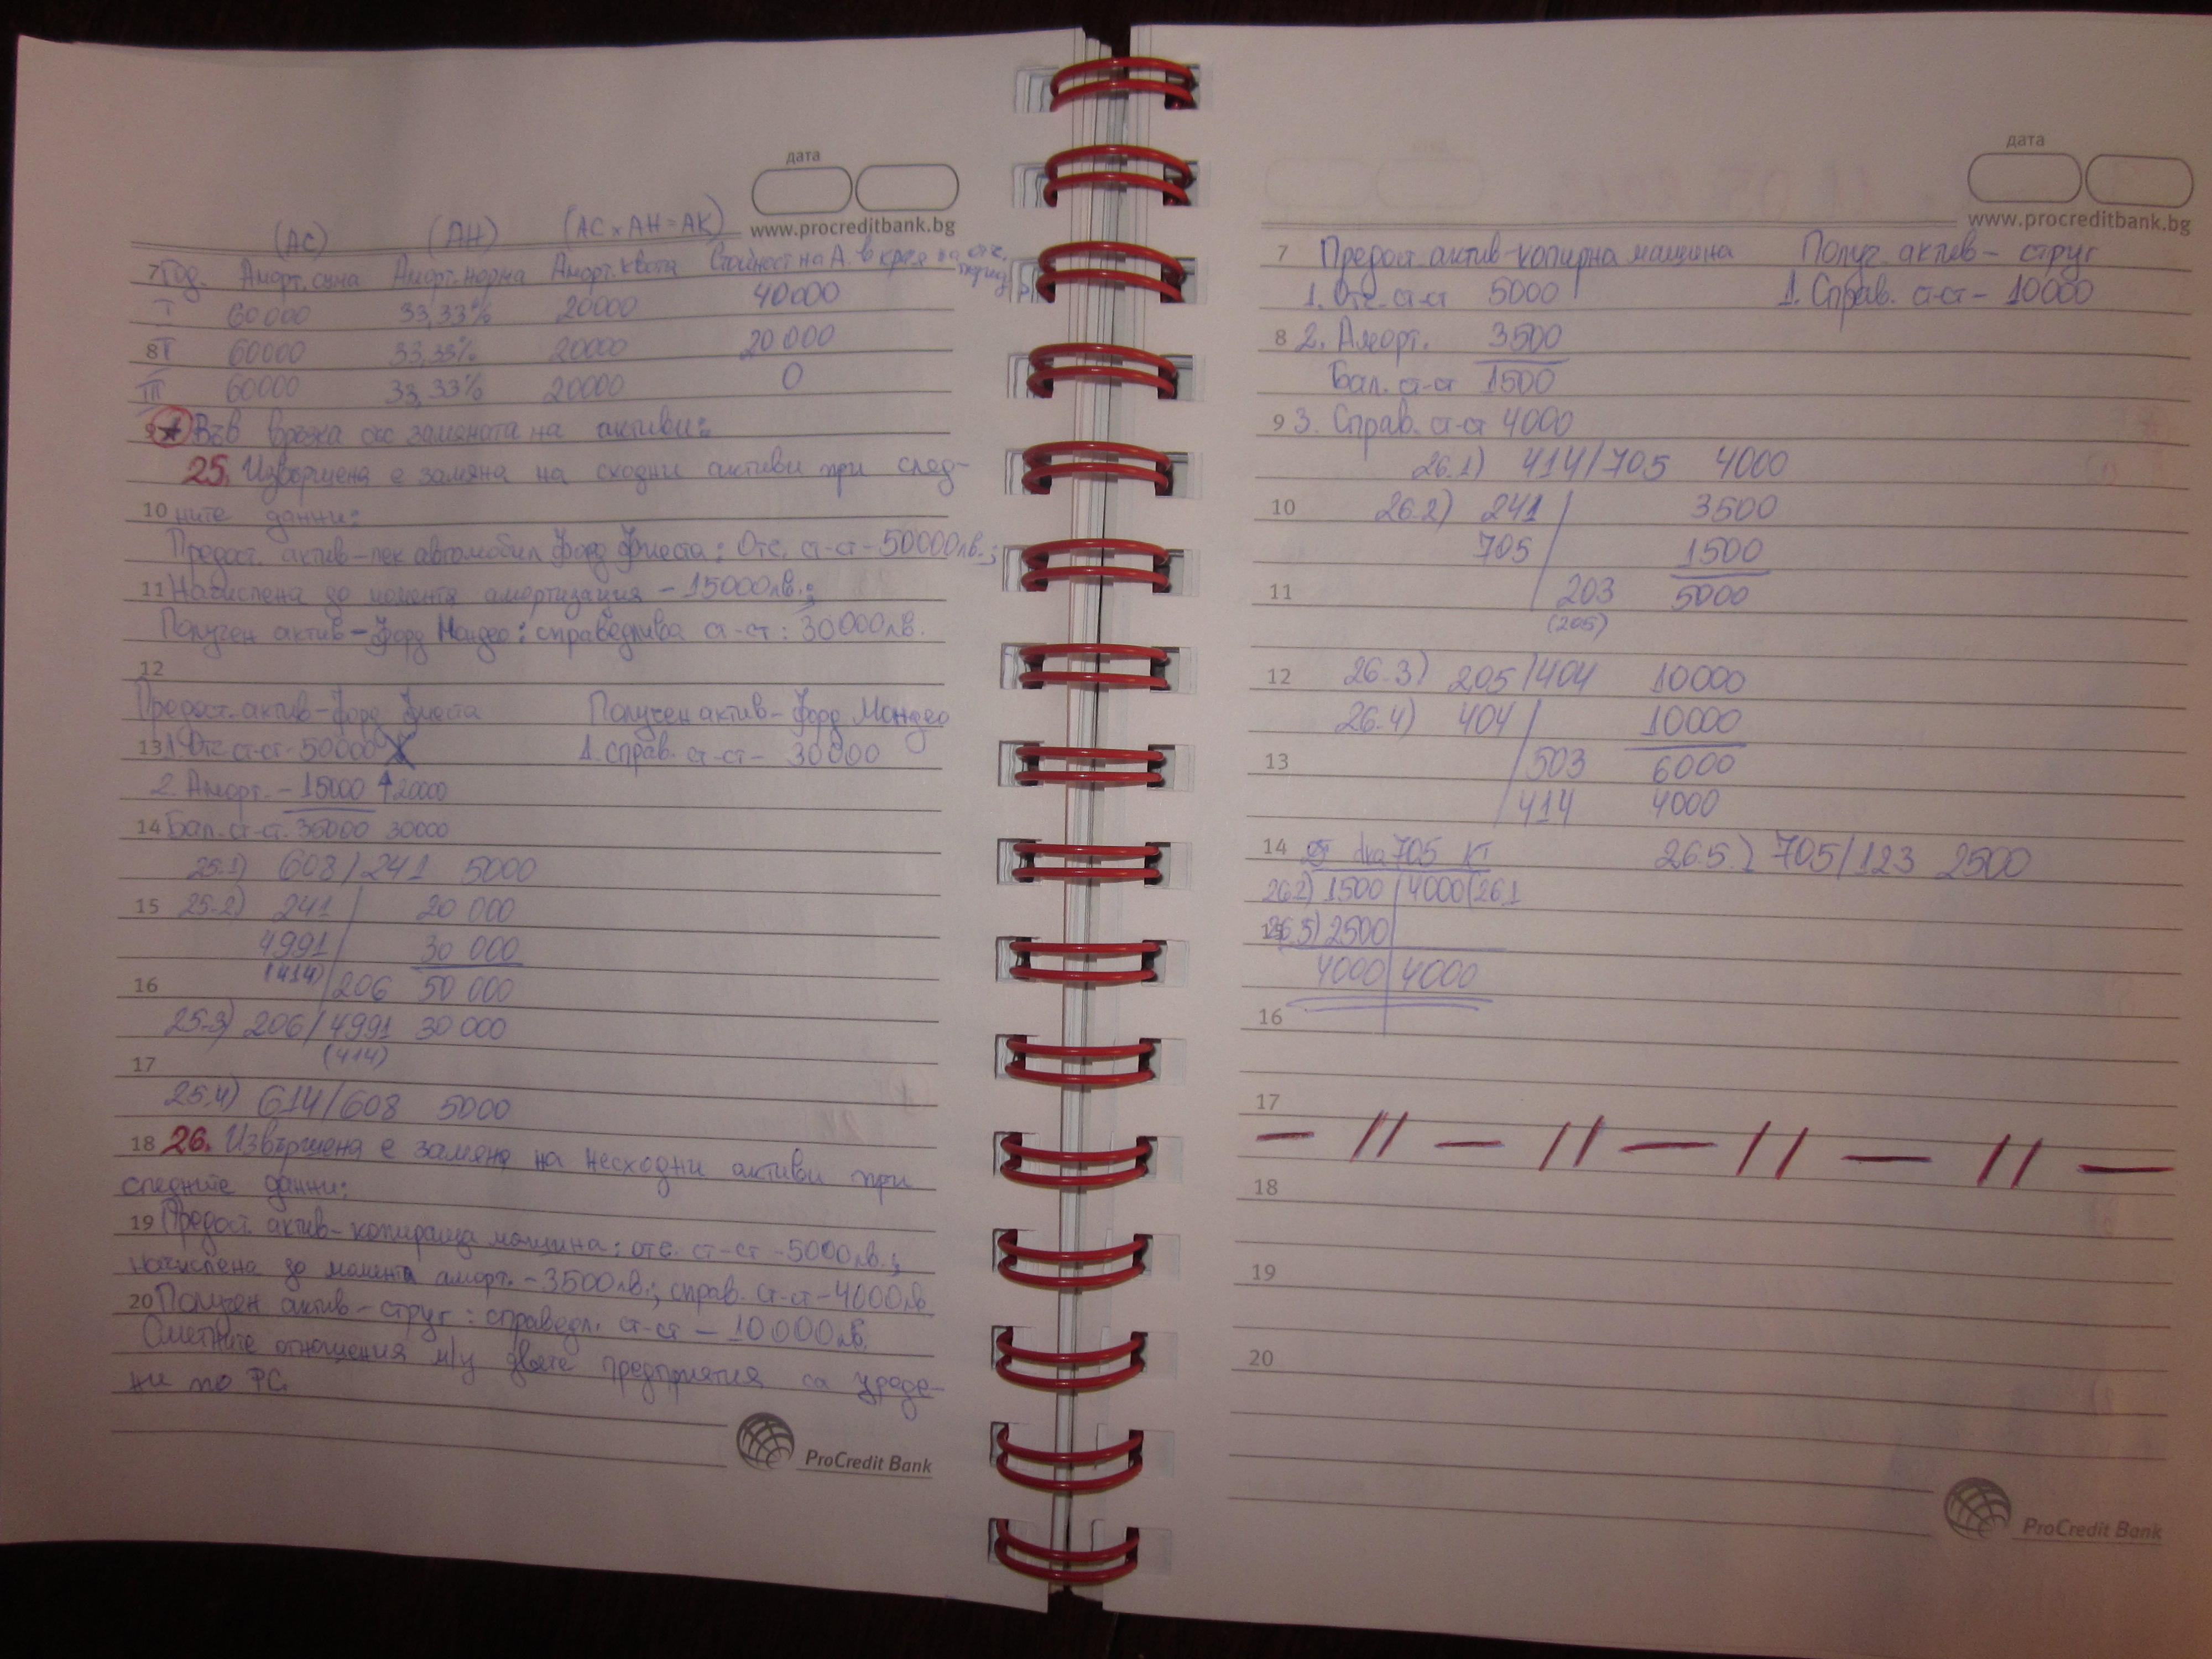 дата
www.procreditbank.bg
(АС) (АН) (АС х АН = АК)
7 Год. Аморт. сума Аморт. норма Аморт. квота Стойност на А. в края на отч. период
I 60000 33,33% 20000 40000
8 II 60000 33,33% 20000 20 000
III 60000 33,33% 20000 0
9 Във връзка със замяната на активи:
25. Извършена е замяна на сходни активи при след-
10 ните данни:
Предост. актив-лек автомобил Форд Фиеста: Отч. ст-ст - 50000лв.;
11 Начислена до момента амортизация - 15000лв.;
Получен актив - Форд Мондео: справедлива ст-ст: 30000лв.
12
Предост. актив-Форд Фиеста Получен актив - Форд Мондео
13 1. Отч. ст-ст - 50000 1. справ. ст-ст - 30000
2. Аморт. - 15000 20000
14 Бал. ст-ст. 35000 30000
25.1) 608/241 5000
15 25.2) 241 20 000
4991 30 000
(414)
16 206 50 000
25.3) 206/4991 30 000
(414)
17
25.4) 614/608 5000
18 26. Извършена е замяна на несходни активи при
следните данни:
19 Предост. актив-копираща машина: отч. ст-ст - 5000лв.;
начислена до момента аморт. - 3500лв.; справ. ст-ст - 4000лв
20 Получен актив - струг: справедл. ст-ст - 10000лв.
Сметните отношения м/у двете предприятия са уреде-
ни по РС.
ProCredit Bank
дата
www.procreditbank.bg
7 Предост. актив-копирна машина Получ. актив - струг
1. Отч. ст-ст 5000 1. Справ. ст-ст - 10000
8 2. Аморт. 3500
Бал. ст-ст 1500
9 3. Справ. ст-ст 4000
26.1) 414/705 4000
10 26.2) 241 3500
705 1500
11 203 5000
(205)
12 26.3) 205/404 10000
26.4) 404 10000
13 503 6000
414 4000
14 Дт 705 Кт 26.5.) 705/123 2500
26.2) 1500 4000 (26.1
15 26.5) 2500
4000 4000
16
17
18
19
20
ProCredit Bank